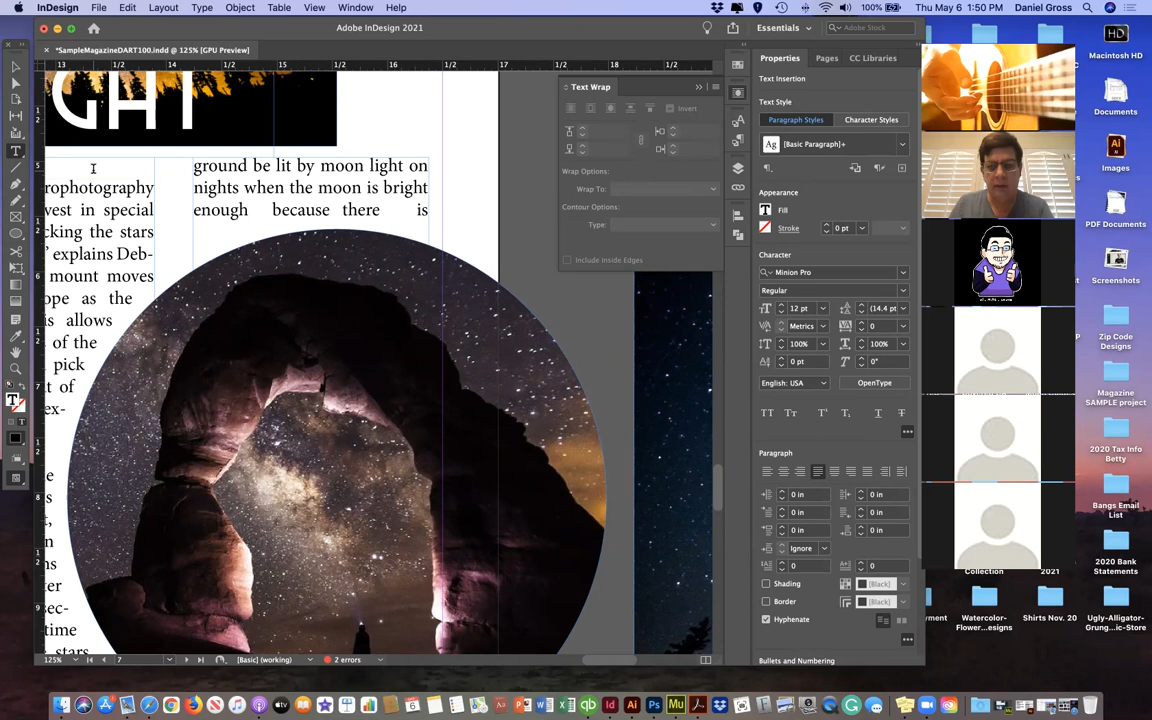 InDesign File Edit Layout Type Object Table View Window Help 100% Thu May 6 1:50 PM Daniel Gross
Adobe InDesign 2021
Essentials
Adobe Stock
× *SampleMagazineDART100.indd @ 125% [GPU Preview]
13 1/2 14 1/2 15 1/2 16 1/2 17 1/2 18 1/2
GHT
ground be lit by moon light on
nights when the moon is bright
enough because there is
rophotography
vest in special
cking the stars
’ explains Deb-
mount moves
ope as the
is allows
of the
pick
t of
ex-
e
st,
n
ns
ter
sec-
time
stars
Text Wrap
Invert
Wrap Options:
Wrap To:
Contour Options:
Type:
Include Inside Edges
Properties Pages CC Libraries
Text Insertion
Text Style
Paragraph Styles Character Styles
Ag [Basic Paragraph]+
Appearance
Fill
Stroke 0 pt
Character
Minion Pro
Regular
12 pt (14.4 pt
Metrics 0
100% 100%
0 pt 0°
English: USA OpenType
Paragraph
0 in 0 in
0 in 0 in
0 in 0 in
Ignore
0 0
Shading [Black]
Border [Black]
Hyphenate
Bullets and Numbering
125% 7 [Basic] (working) 2 errors
Macintosh HD
Documents
Images
PDF Documents
Screenshots
Zip Code
Designs
Magazine
SAMPLE project
2020 Tax Info
Betty
Bangs Email
List
2020 Bank
Statements
Collection 2021
Watercolor-
Flower...esigns
Shirts Nov. 20
Ugly-Alligator-
Grung...ic-Store